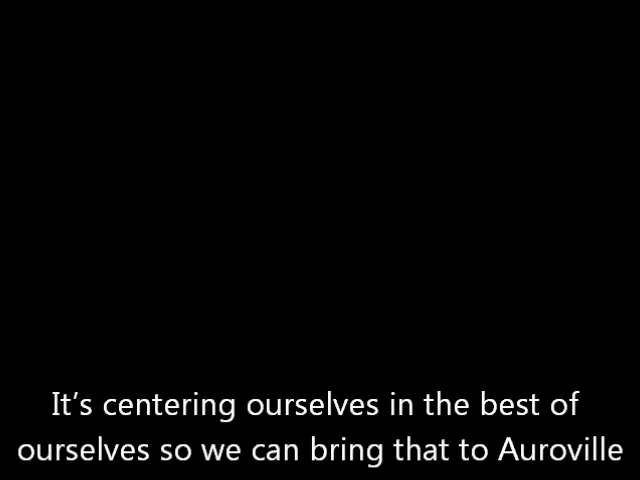 It’s centering ourselves in the best of
ourselves so we can bring that to Auroville